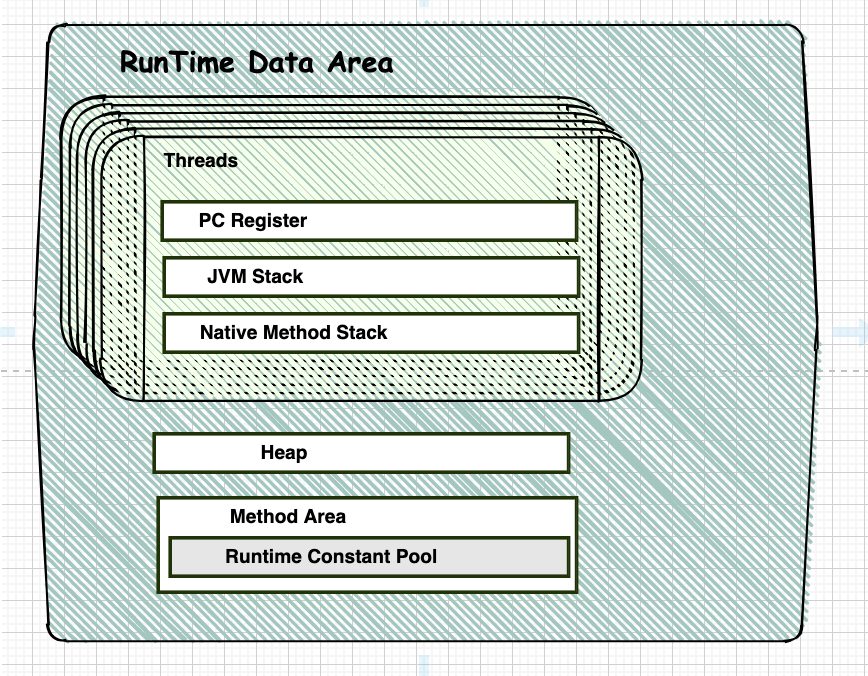 RunTime Data Area
Threads
PC Register
JVM Stack
Native Method Stack
Heap
Method Area
Runtime Constant Pool